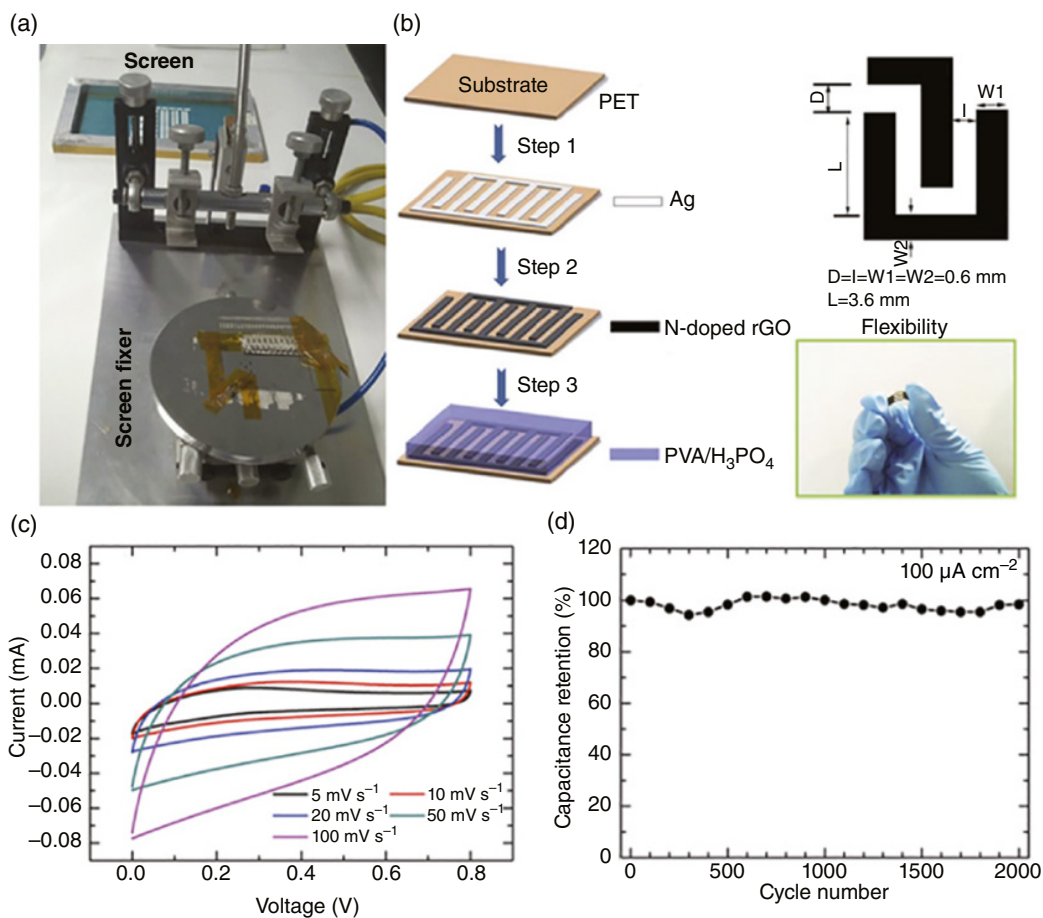 (a)
Screen
Screen fixer
(b)
Substrate
PET
Step 1
Ag
Step 2
N-doped rGO
Step 3
PVA/H₃PO₄
D
I
W1
L
W2
D=I=W1=W2=0.6 mm
L=3.6 mm
Flexibility
(c)
0.08
0.06
0.04
0.02
0.00
−0.02
−0.04
−0.06
−0.08
Current (mA)
5 mV s⁻¹
10 mV s⁻¹
20 mV s⁻¹
50 mV s⁻¹
100 mV s⁻¹
0.0 0.2 0.4 0.6 0.8
Voltage (V)
(d)
120
100
80
60
40
20
0
Capacitance retention (%)
100 µA cm⁻²
0 500 1000 1500 2000
Cycle number